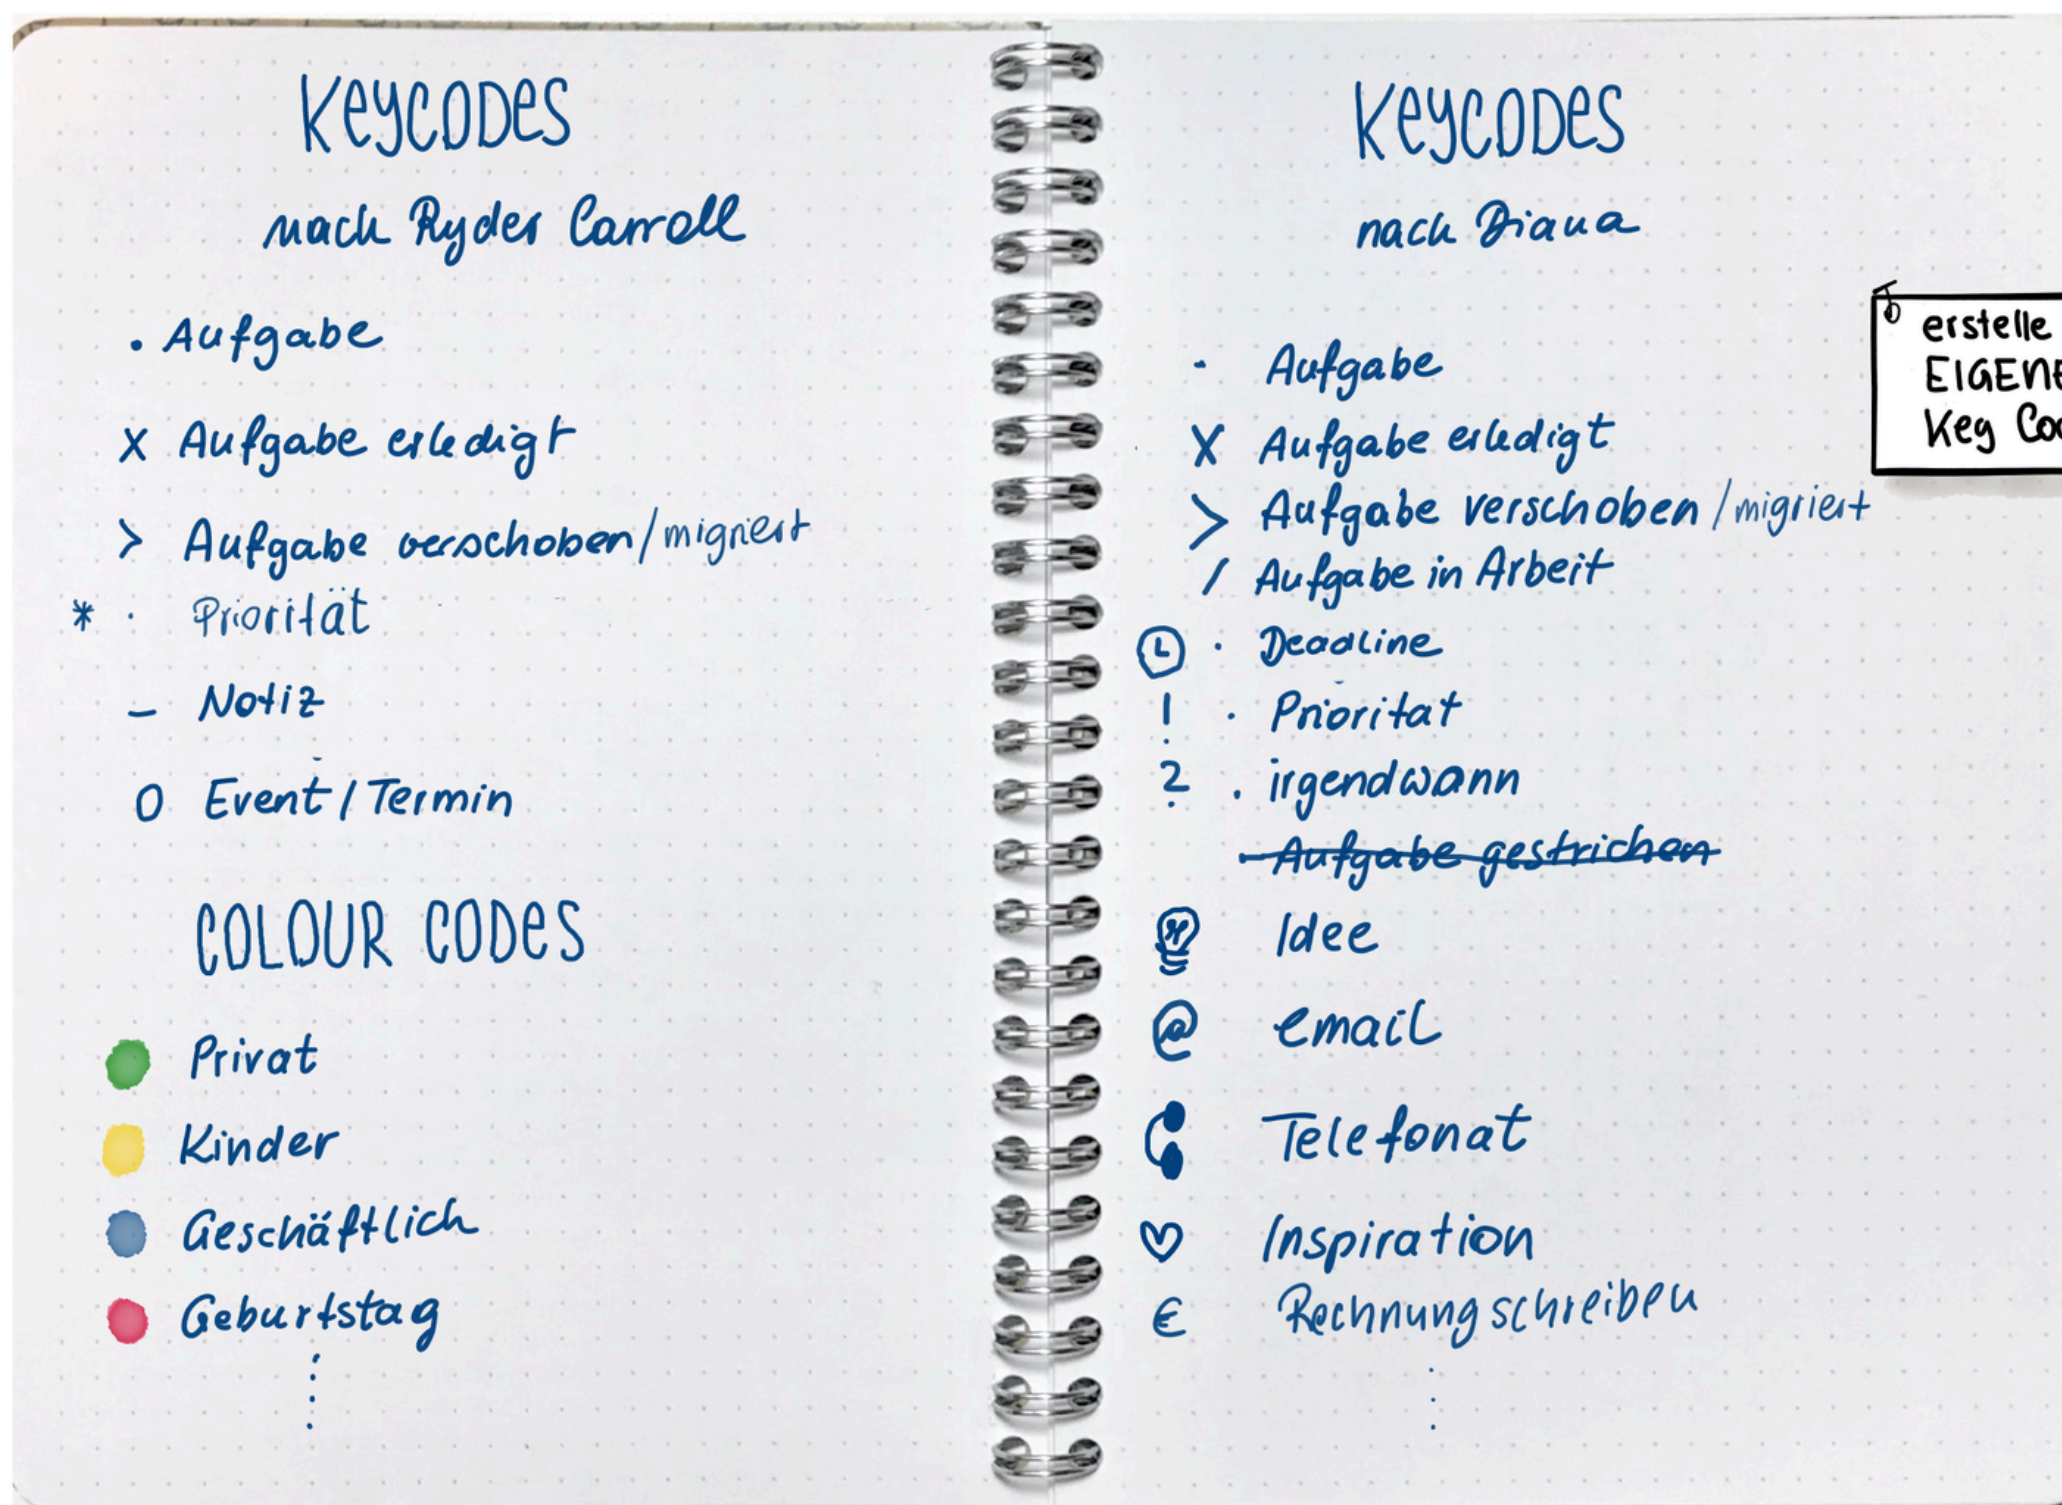 KEYCODES
nach Ryder Carroll
. Aufgabe
X Aufgabe erledigt
> Aufgabe verschoben/migriert
* · Priorität
– Notiz
O Event/Termin
COLOUR CODES
Privat
Kinder
Geschäftlich
Geburtstag
KEYCODES
nach Diana
· Aufgabe
X Aufgabe erledigt
> Aufgabe verschoben/migriert
/ Aufgabe in Arbeit
· Deadline
! · Prioritat
? . irgendwann
Aufgabe gestrichen
Idee
@ email
Telefonat
♡ Inspiration
€ Rechnung schreiben
erstelle
EIGENE
Key Co